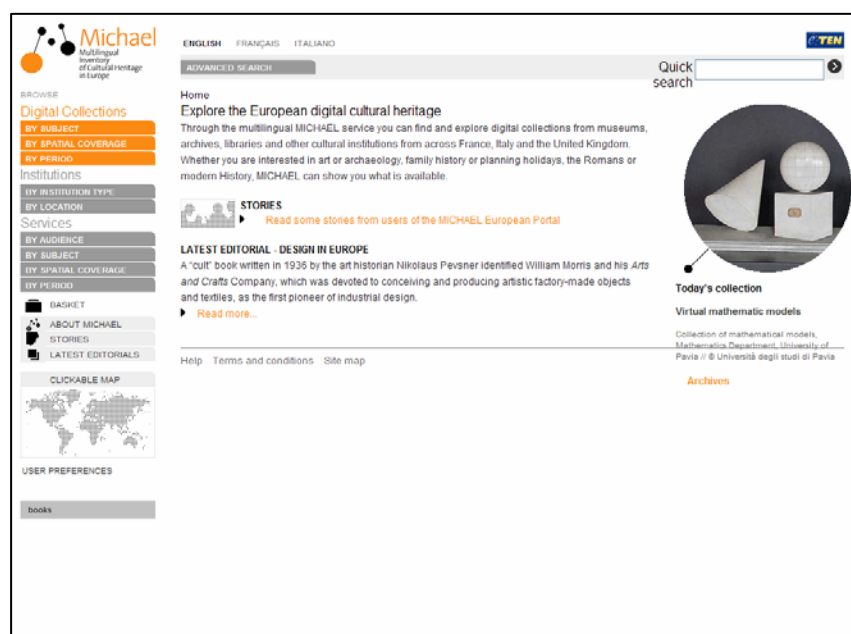 Michael
Multilingual
Inventory
of Cultural Heritage
in Europe
ENGLISH FRANÇAIS ITALIANO
eTEN
ADVANCED SEARCH
Quick
search
BROWSE
Digital Collections
BY SUBJECT
BY SPATIAL COVERAGE
BY PERIOD
Institutions
BY INSTITUTION TYPE
BY LOCATION
Services
BY AUDIENCE
BY SUBJECT
BY SPATIAL COVERAGE
BY PERIOD
BASKET
ABOUT MICHAEL
STORIES
LATEST EDITORIALS
CLICKABLE MAP
USER PREFERENCES
books
Home
Explore the European digital cultural heritage
Through the multilingual MICHAEL service you can find and explore digital collections from museums,
archives, libraries and other cultural institutions from across France, Italy and the United Kingdom.
Whether you are interested in art or archaeology, family history or planning holidays, the Romans or
modern History, MICHAEL can show you what is available.
STORIES
Read some stories from users of the MICHAEL European Portal
LATEST EDITORIAL - DESIGN IN EUROPE
A "cult" book written in 1936 by the art historian Nikolaus Pevsner identified William Morris and his Arts
and Crafts Company, which was devoted to conceiving and producing artistic factory-made objects
and textiles, as the first pioneer of industrial design.
Read more...
Help Terms and conditions Site map
Today's collection
Virtual mathematic models
Collection of mathematical models,
Mathematics Department, University of
Pavia // © Università degli studi di Pavia
Archives